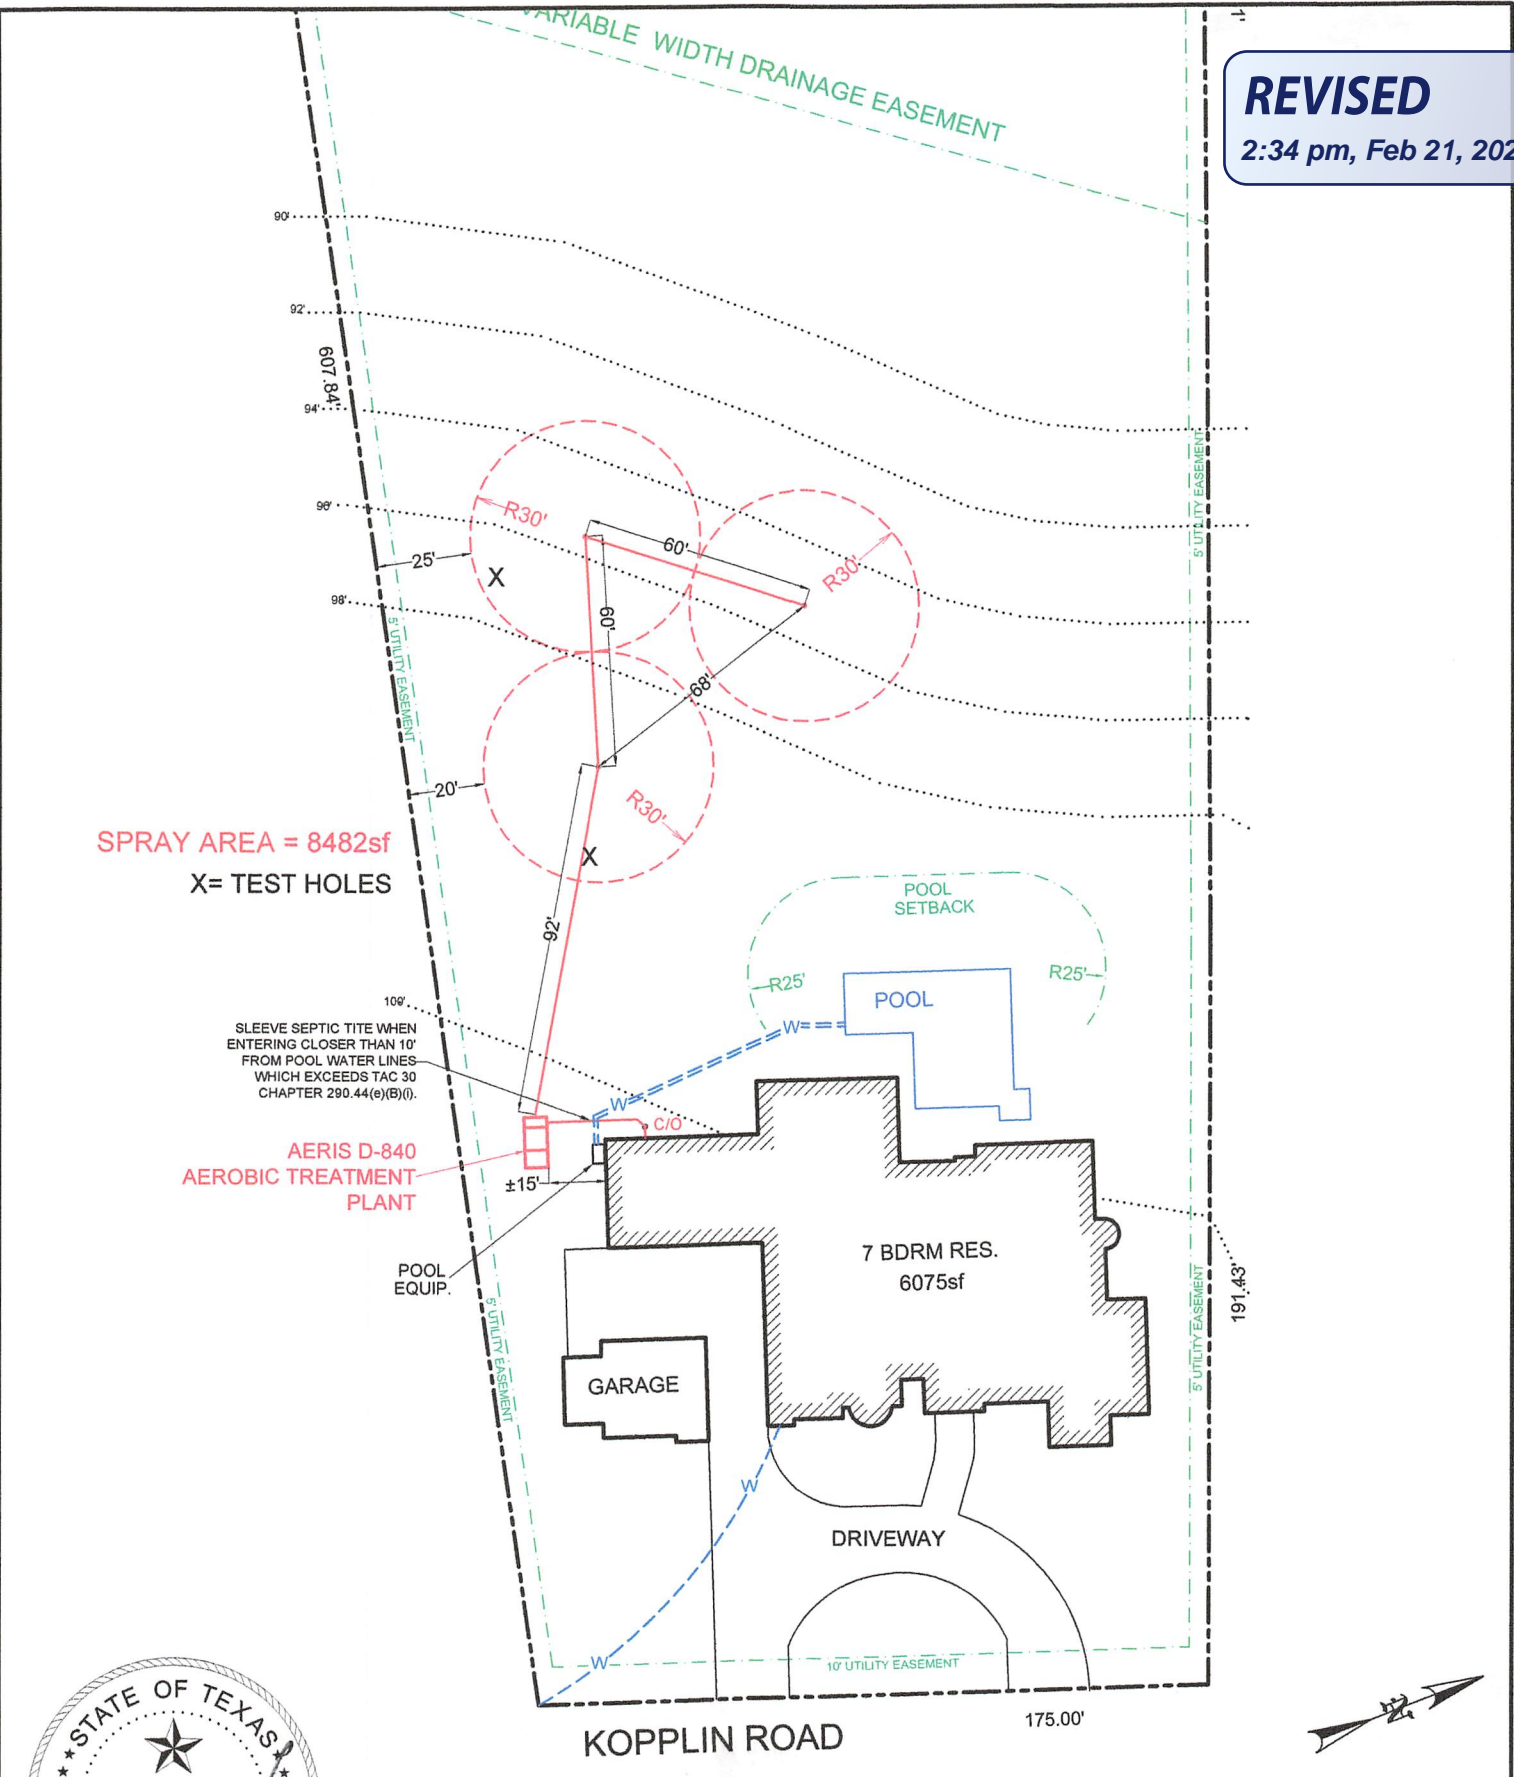 VARIABLE WIDTH DRAINAGE EASEMENT
1'
REVISED
2:34 pm, Feb 21, 202
90'
92'
607.84'
94'
96'
98'
5' UTILITY EASEMENT
R30'
60'
R30'
25'
X
60'
5' UTILITY EASEMENT
68'
20'
R30'
X
SPRAY AREA = 8482sf
X= TEST HOLES
92'
POOL
SETBACK
R25'
R25'
POOL
W
100'
SLEEVE SEPTIC TITE WHEN
ENTERING CLOSER THAN 10'
FROM POOL WATER LINES
WHICH EXCEEDS TAC 30
CHAPTER 290.44(e)(B)(i).
W
C/O
AERIS D-840
AEROBIC TREATMENT
PLANT
±15'
POOL
EQUIP.
7 BDRM RES.
6075sf
191.43'
5' UTILITY EASEMENT
5' UTILITY EASEMENT
GARAGE
W
DRIVEWAY
W
10' UTILITY EASEMENT
175.00'
KOPPLIN ROAD
N
STATE OF TEXAS